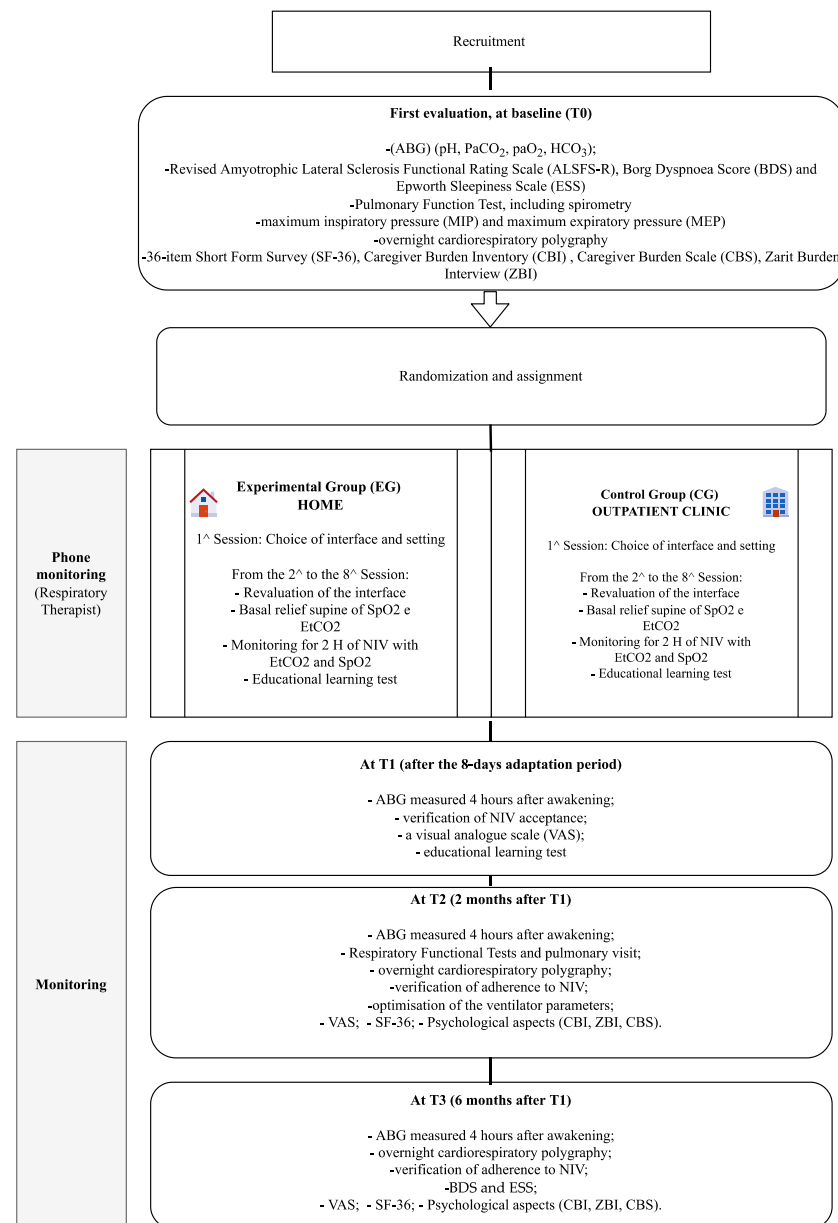 Recruitment
First evaluation, at baseline (T0)
-(ABG) (pH, PaCO2, paO2, HCO3);
-Revised Amyotrophic Lateral Sclerosis Functional Rating Scale (ALSFS-R), Borg Dyspnoea Score (BDS) and
Epworth Sleepiness Scale (ESS)
-Pulmonary Function Test, including spirometry
-maximum inspiratory pressure (MIP) and maximum expiratory pressure (MEP)
-overnight cardiorespiratory polygraphy
-36-item Short Form Survey (SF-36), Caregiver Burden Inventory (CBI) , Caregiver Burden Scale (CBS), Zarit Burden
Interview (ZBI)
Randomization and assignment
Phone
monitoring
(Respiratory
Therapist)
Experimental Group (EG)
HOME
1^ Session: Choice of interface and setting
From the 2^ to the 8^ Session:
- Revaluation of the interface
- Basal relief supine of SpO2 e
EtCO2
- Monitoring for 2 H of NIV with
EtCO2 and SpO2
- Educational learning test
Control Group (CG)
OUTPATIENT CLINIC
1^ Session: Choice of interface and setting
From the 2^ to the 8^ Session:
- Revaluation of the interface
- Basal relief supine of SpO2 e
EtCO2
- Monitoring for 2 H of NIV with
EtCO2 and SpO2
- Educational learning test
Monitoring
At T1 (after the 8-days adaptation period)
- ABG measured 4 hours after awakening;
- verification of NIV acceptance;
- a visual analogue scale (VAS);
- educational learning test
At T2 (2 months after T1)
- ABG measured 4 hours after awakening;
- Respiratory Functional Tests and pulmonary visit;
- overnight cardiorespiratory polygraphy;
-verification of adherence to NIV;
-optimisation of the ventilator parameters;
- VAS; - SF-36; - Psychological aspects (CBI, ZBI, CBS).
At T3 (6 months after T1)
- ABG measured 4 hours after awakening;
- overnight cardiorespiratory polygraphy;
-verification of adherence to NIV;
-BDS and ESS;
- VAS; - SF-36; - Psychological aspects (CBI, ZBI, CBS).